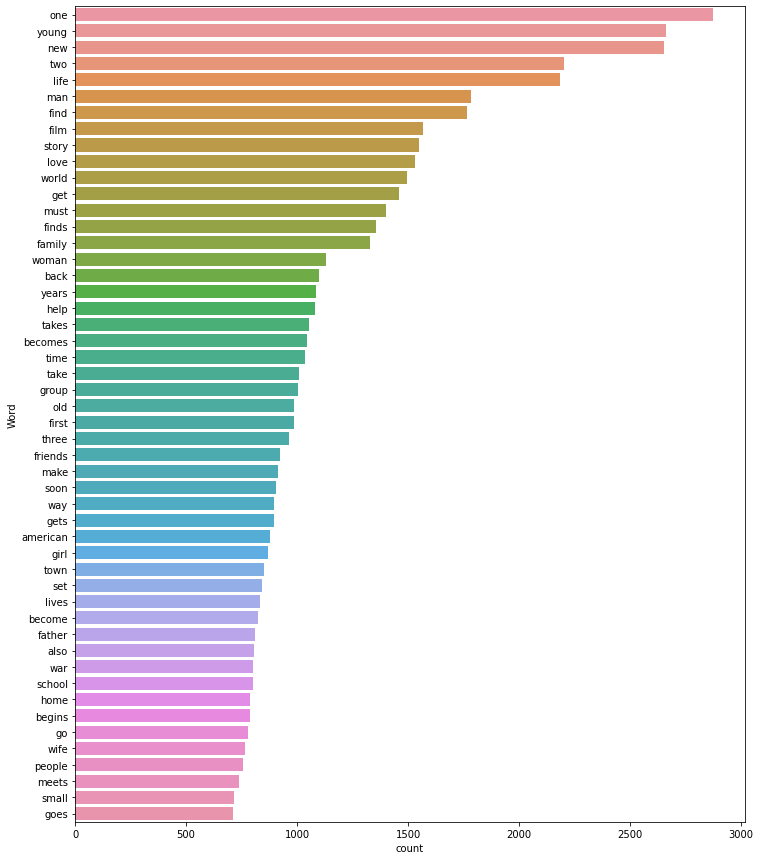 one
young
new
two
life
man
find
film
story
love
world
get
must
finds
family
woman
back
years
help
takes
becomes
time
take
group
old
first
three
friends
make
soon
way
gets
american
girl
town
set
lives
become
father
also
war
school
home
begins
go
wife
people
meets
small
goes
Word
0 500 1000 1500 2000 2500 3000
count